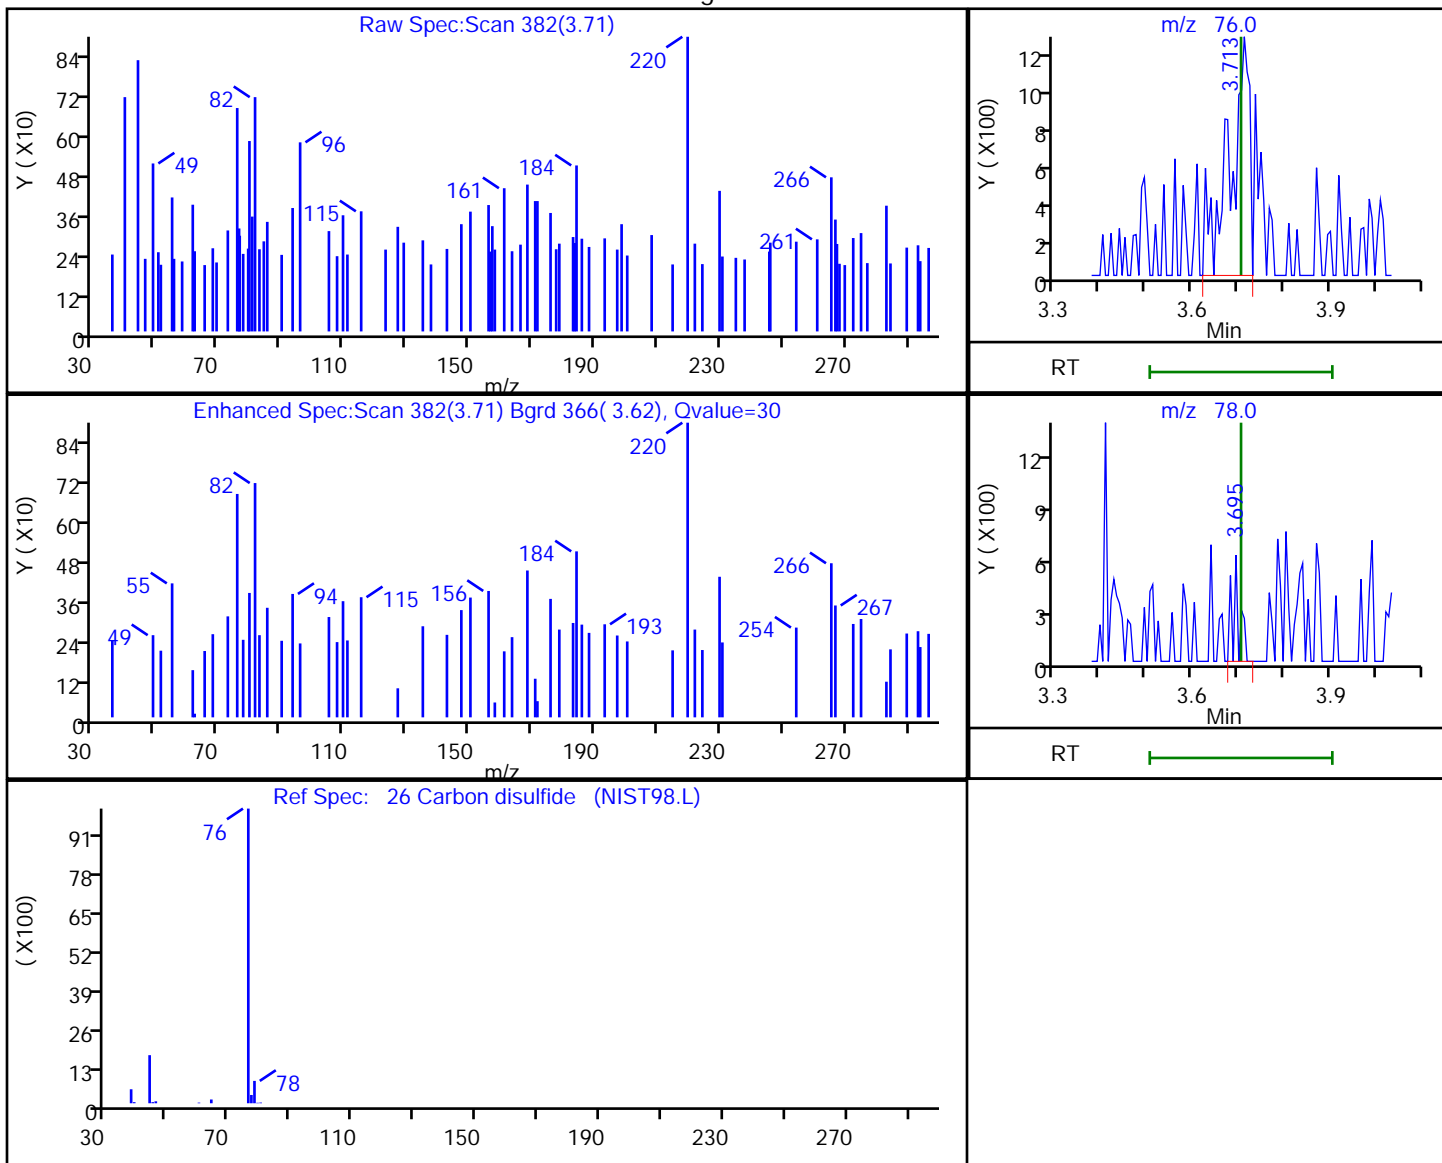 Raw Spec:Scan 382(3.71)
Y ( X10)
84
72
60
48
36
24
12
0
49
82
96
115
161
184
220
261
266
30 70 110 150 190 230 270
m/z
m/z 76.0
Y ( X100)
12
10
8
6
4
2
0
3.713
3.3 3.6 3.9
Min
RT
Enhanced Spec:Scan 382(3.71) Bgrd 366( 3.62), Qvalue=30
Y ( X10)
84
72
60
48
36
24
12
0
49
55
82
94
115
156
184
193
220
254
266
267
30 70 110 150 190 230 270
m/z
m/z 78.0
Y ( X100)
12
9
6
3
0
3.695
3.3 3.6 3.9
Min
RT
Ref Spec: 26 Carbon disulfide (NIST98.L)
( X100)
91
78
65
52
39
26
13
0
76
78
30 70 110 150 190 230 270